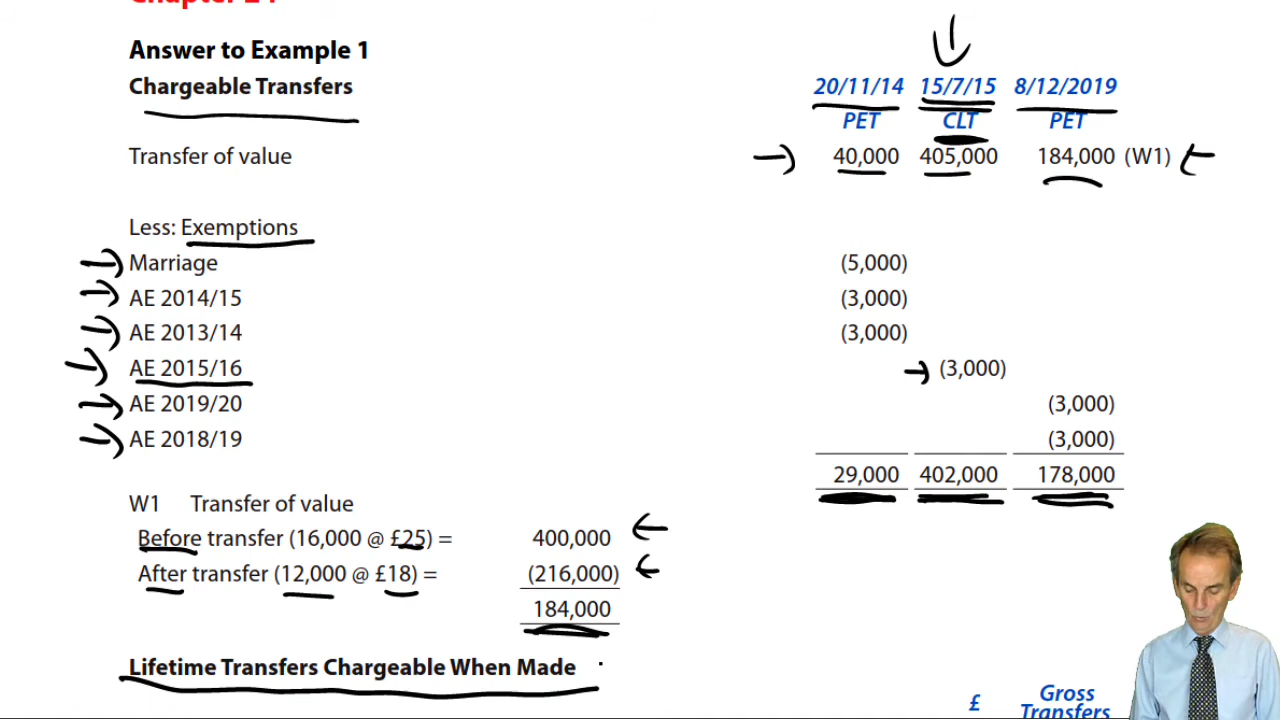 Answer to Example 1
Chargeable Transfers 20/11/14 15/7/15 8/12/2019
PET CLT PET
Transfer of value 40,000 405,000 184,000 (W1)
Less: Exemptions
Marriage (5,000)
AE 2014/15 (3,000)
AE 2013/14 (3,000)
AE 2015/16 (3,000)
AE 2019/20 (3,000)
AE 2018/19 (3,000)
29,000 402,000 178,000
W1 Transfer of value
Before transfer (16,000 @ £25) = 400,000
After transfer (12,000 @ £18) = (216,000)
184,000
Lifetime Transfers Chargeable When Made
£ Gross
Transfers